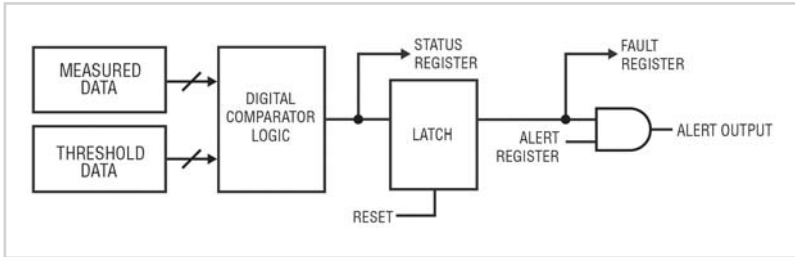 MEASURED
DATA
THRESHOLD
DATA
DIGITAL
COMPARATOR
LOGIC
STATUS
REGISTER
LATCH
RESET
FAULT
REGISTER
ALERT
REGISTER
ALERT OUTPUT